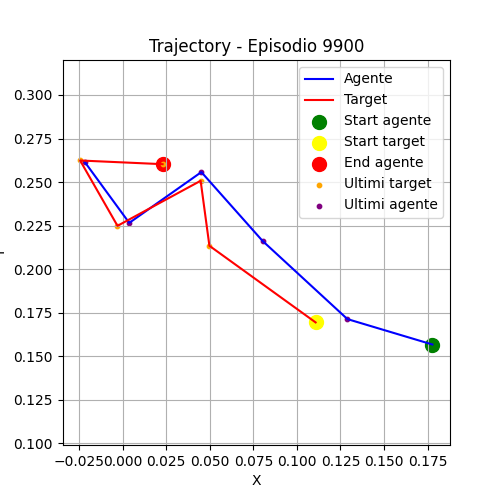 Trajectory - Episodio 9900
Agente
Target
Start agente
Start target
End agente
Ultimi target
Ultimi agente
0.300
0.275
0.250
0.225
0.200
0.175
0.150
0.125
0.100
−0.025 0.000 0.025 0.050 0.075 0.100 0.125 0.150 0.175
X